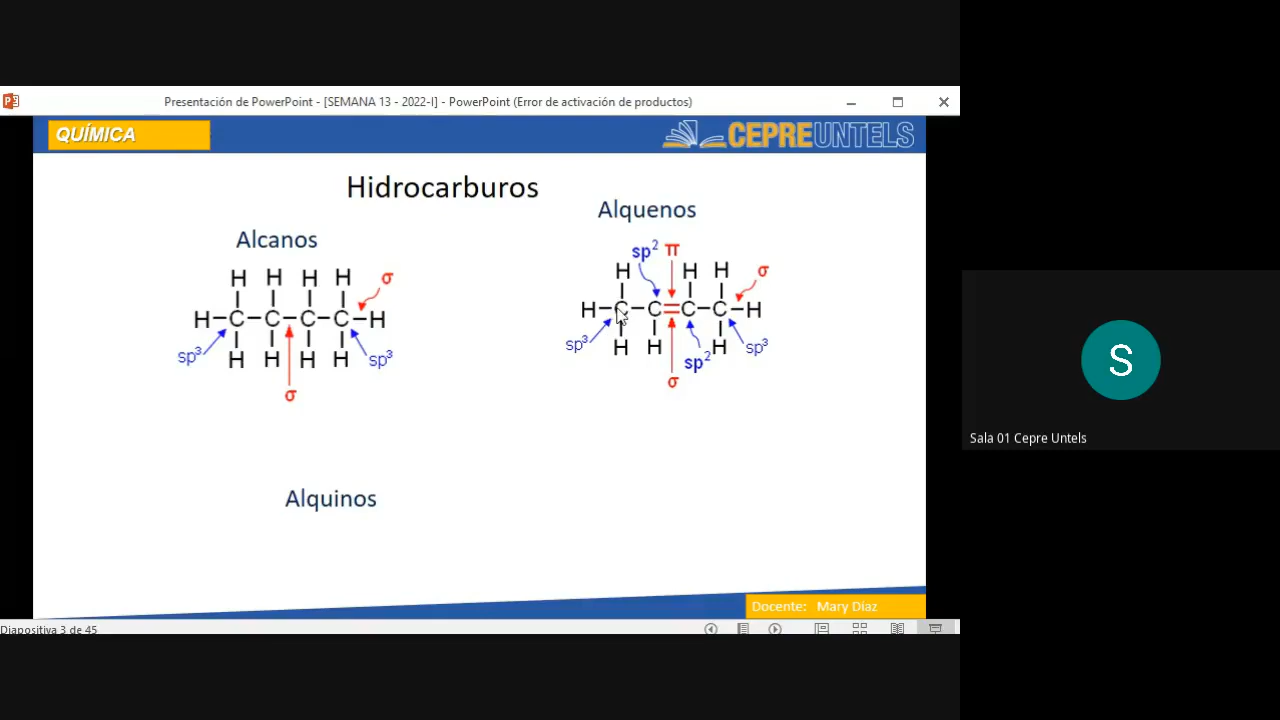 Presentación de PowerPoint - [SEMANA 13 - 2022-I] - PowerPoint (Error de activación de productos)
QUÍMICA
CEPREUNTELS
Hidrocarburos
Alcanos
H H H H σ
H C C C C H
sp³ H H H H sp³
σ
Alquenos
sp² π
H H H σ
H C C C C H
sp³ H H sp² H sp³
σ
S
Sala 01 Cepre Untels
Alquinos
Docente: Mary Díaz
Diapositiva 3 de 45